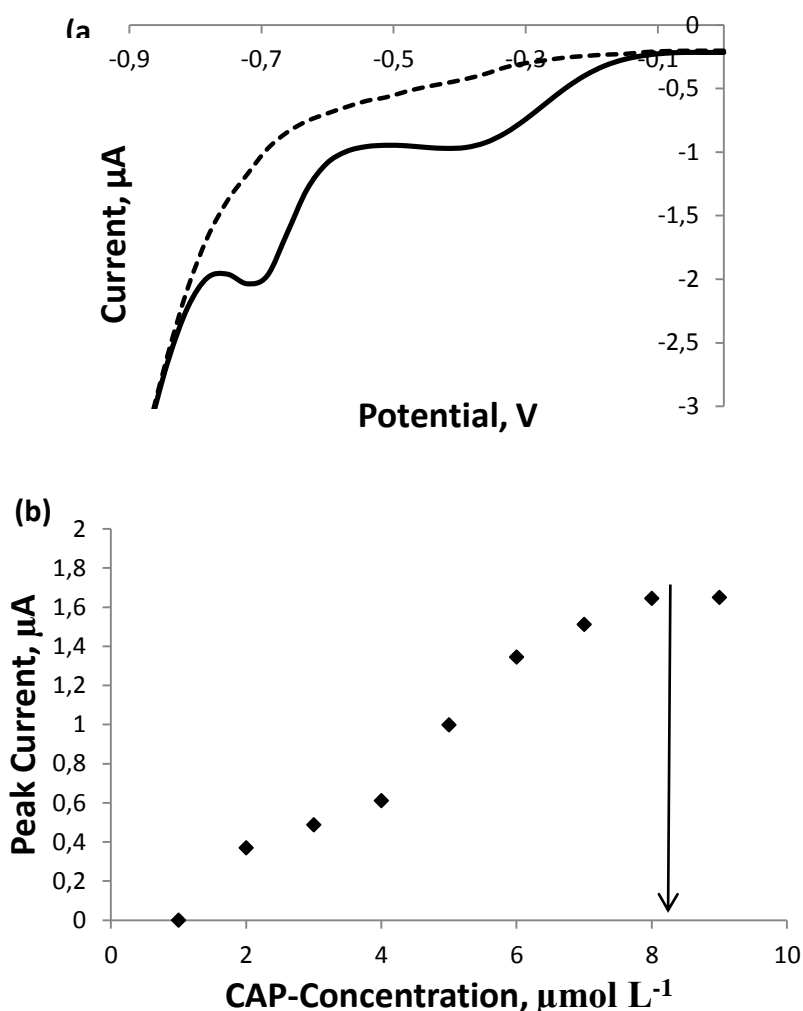 (a
0
-0,9 -0,7 -0,5 -0,3 -0,1
-0,5
-1
-1,5
-2
-2,5
-3
Current, µA
Potential, V
(b)
2
1,8
1,6
1,4
1,2
1
0,8
0,6
0,4
0,2
0
Peak Current, µA
0 2 4 6 8 10
CAP-Concentration, µmol L-1